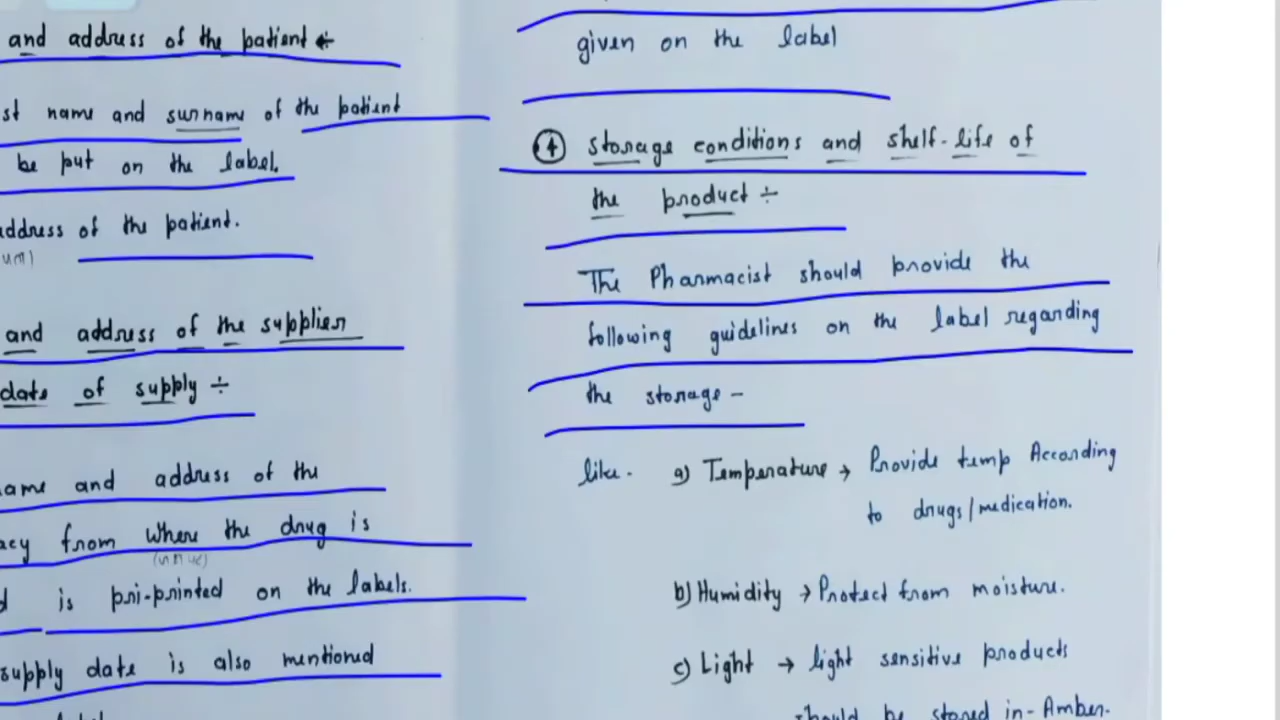 and address of the patient ÷
st name and surname of the patient
be put on the label.
address of the patient.
and address of the supplier
date of supply ÷
ame and address of the
acy from where the drug is
d is pri-printed on the labels.
supply date is also mentioned
given on the label
④ Storage conditions and shelf-life of
the product ÷
The Pharmacist should provide the
following guidelines on the label regarding
the storage -
like. a) Temperature → Provide temp According
to drugs/medication.
b) Humidity → Protect from moisture.
c) Light → light sensitive products
should be stored in-Amber.